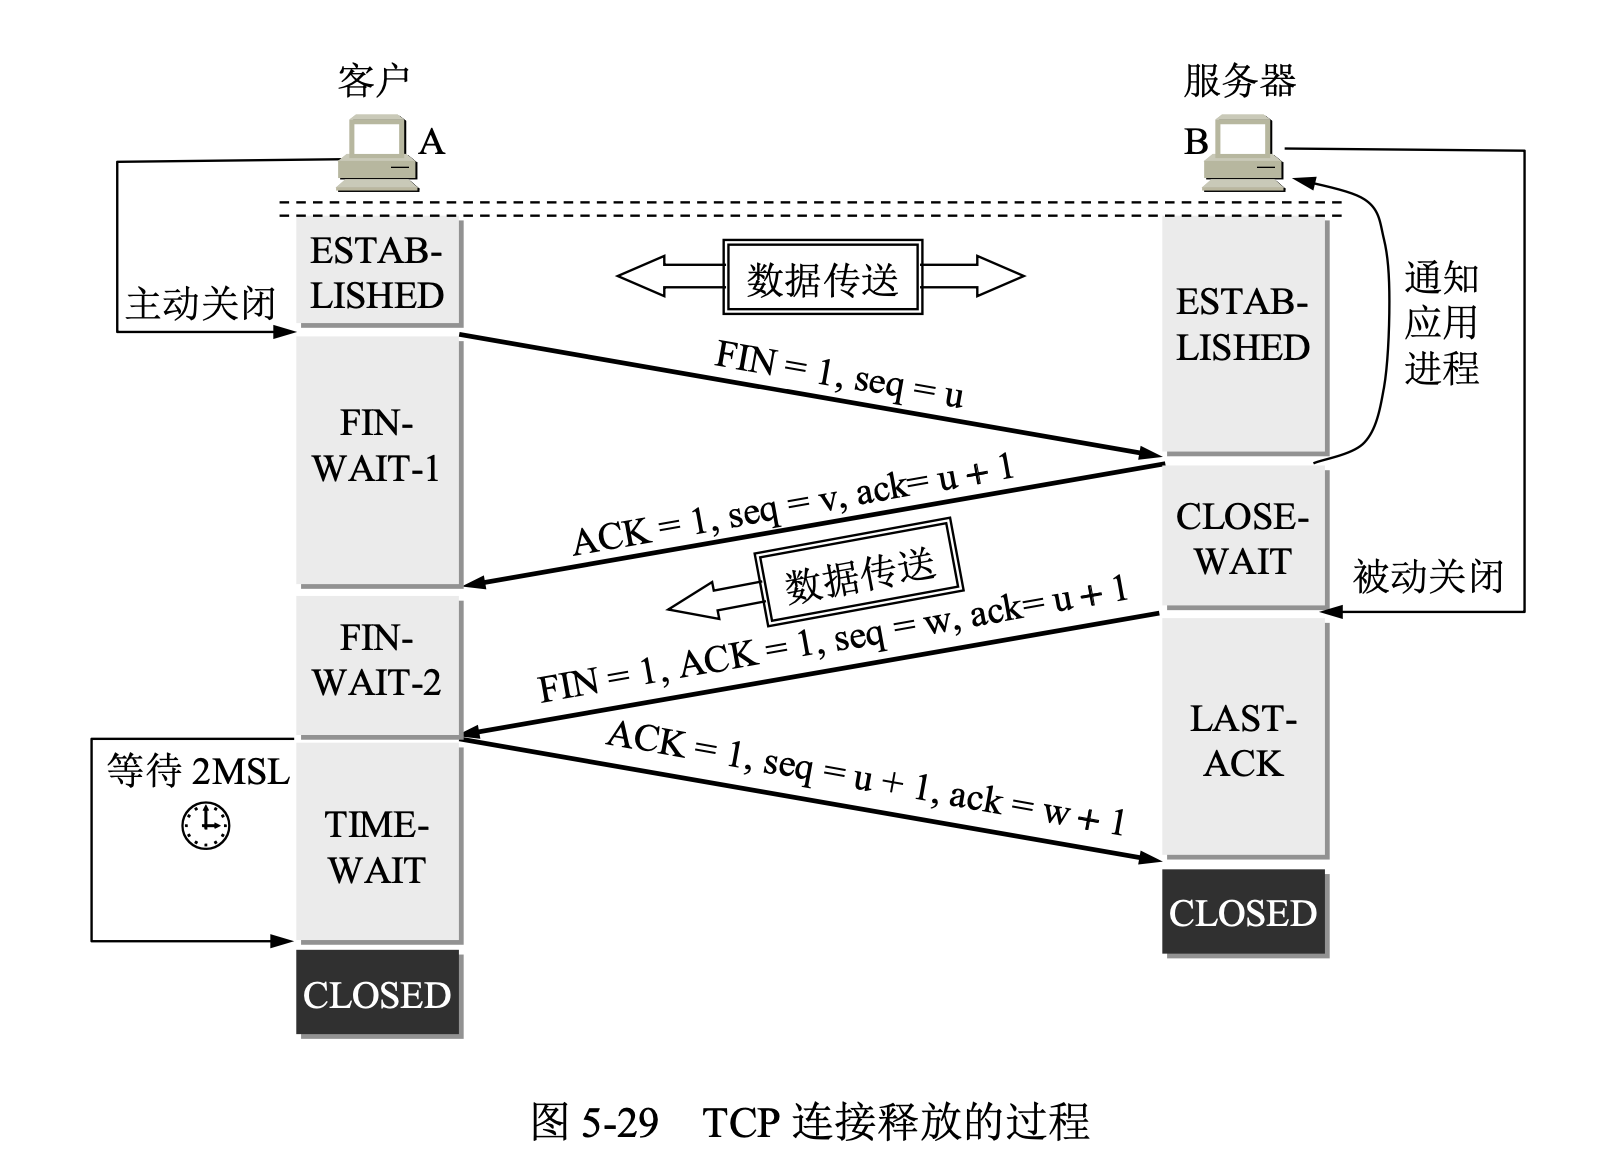 客户
服务器
A
B
ESTAB-
LISHED
主动关闭
数据传送
ESTAB-
LISHED
通知
应用
进程
FIN = 1, seq = u
FIN-
WAIT-1
ACK = 1, seq = v, ack= u + 1
CLOSE-
WAIT
数据传送
被动关闭
FIN-
WAIT-2
FIN = 1, ACK = 1, seq = w, ack= u + 1
LAST-
ACK
ACK = 1, seq = u + 1, ack = w + 1
等待 2MSL
TIME-
WAIT
CLOSED
CLOSED
图 5-29 TCP 连接释放的过程